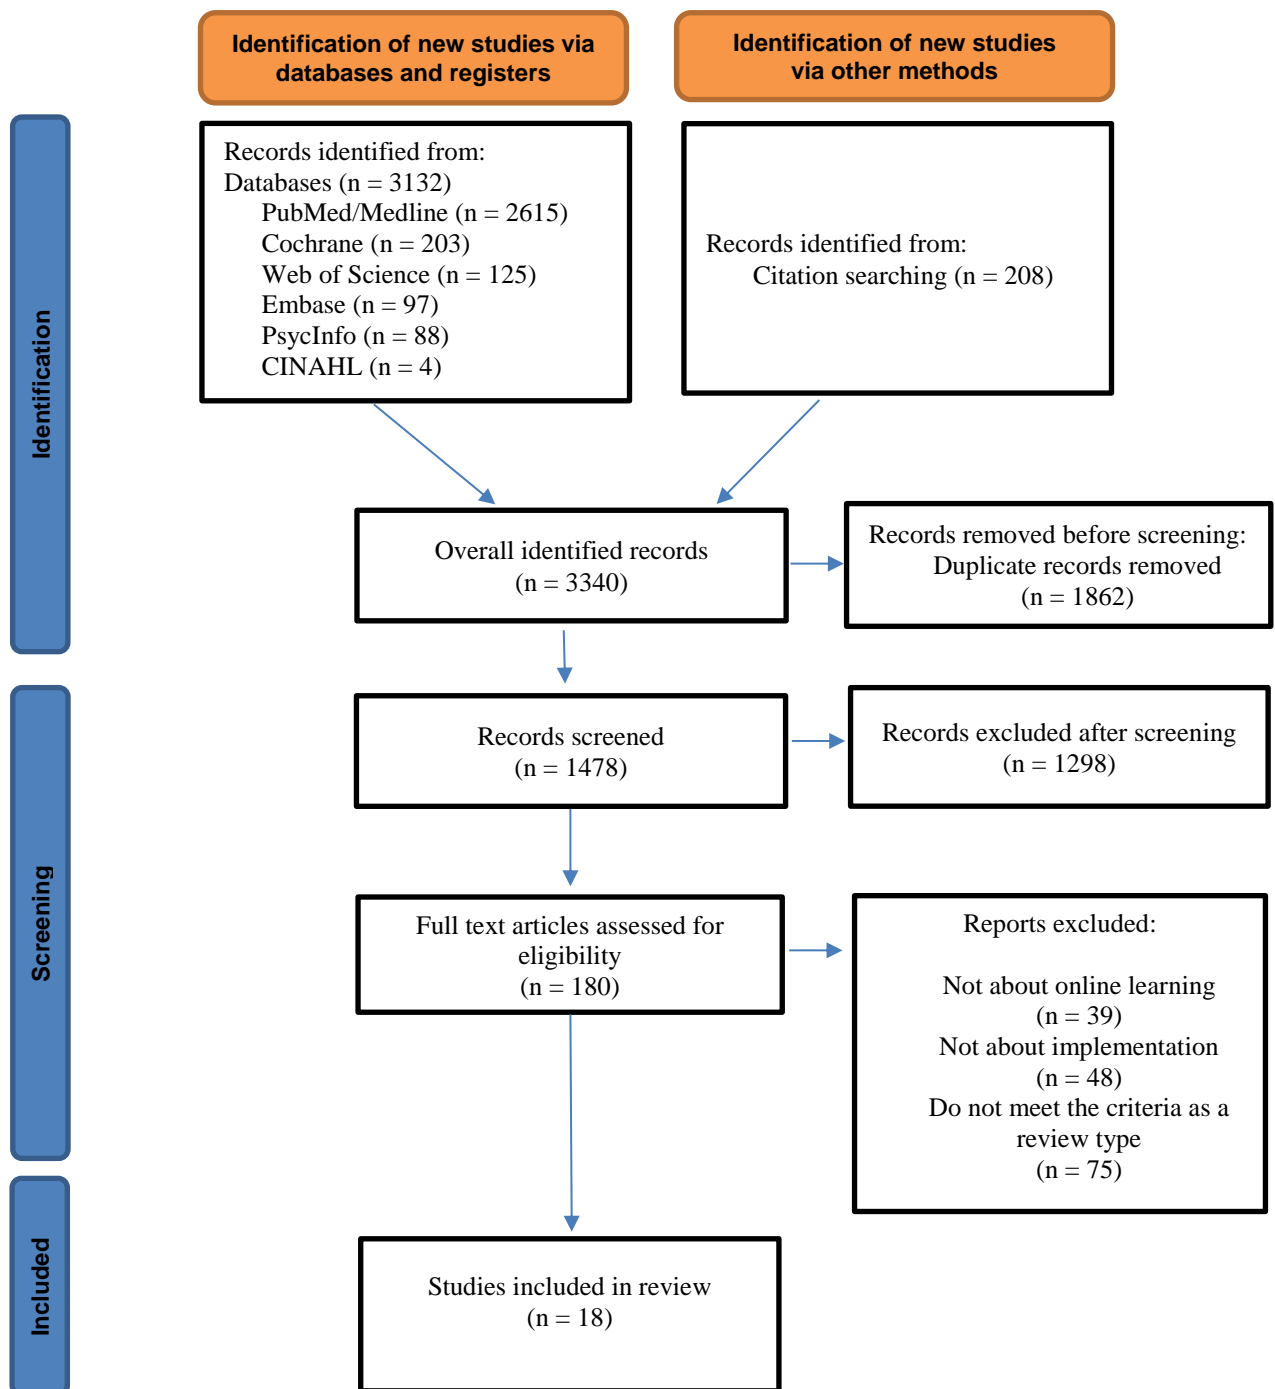 Identification of new studies via
databases and registers
Identification of new studies
via other methods
Identification
Records identified from:
Databases (n = 3132)
PubMed/Medline (n = 2615)
Cochrane (n = 203)
Web of Science (n = 125)
Embase (n = 97)
PsycInfo (n = 88)
CINAHL (n = 4)
Records identified from:
Citation searching (n = 208)
Overall identified records
(n = 3340)
Records removed before screening:
Duplicate records removed
(n = 1862)
Screening
Records screened
(n = 1478)
Records excluded after screening
(n = 1298)
Full text articles assessed for
eligibility
(n = 180)
Reports excluded:
Not about online learning
(n = 39)
Not about implementation
(n = 48)
Do not meet the criteria as a
review type
(n = 75)
Included
Studies included in review
(n = 18)